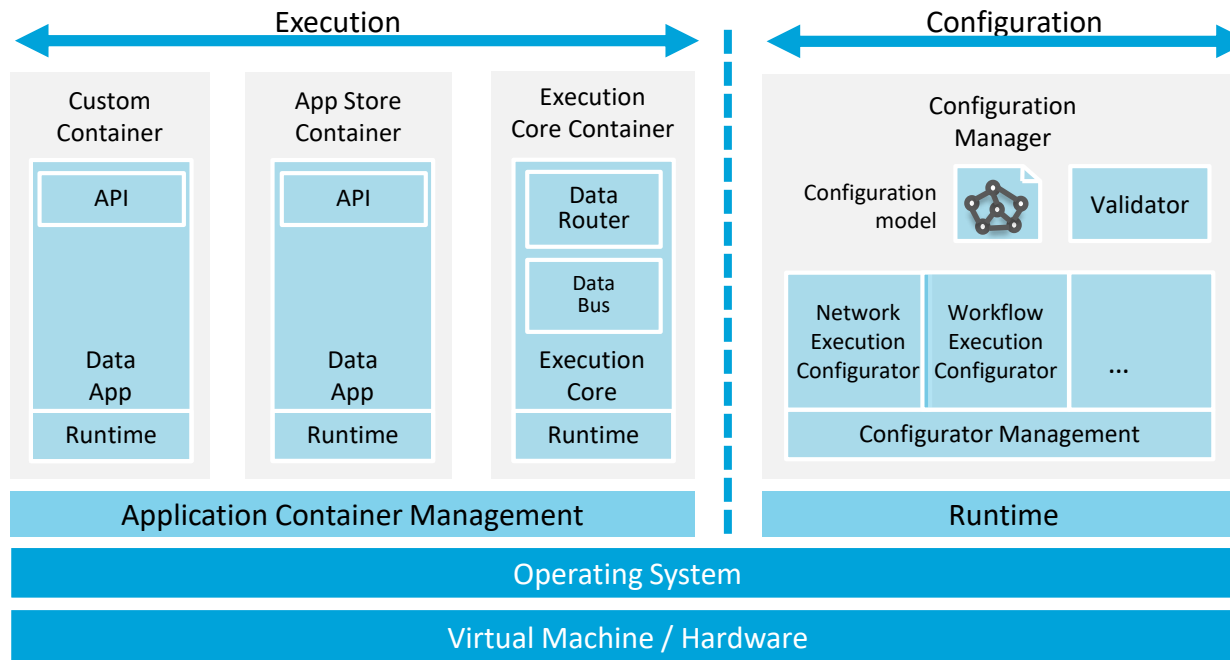 Execution
Configuration
Custom
Container
API
Data
App
Runtime
App Store
Container
API
Data
App
Runtime
Execution
Core Container
Data
Router
Data
Bus
Execution
Core
Runtime
Application Container Management
Configuration
Manager
Configuration
model
Validator
Network
Execution
Configurator
Workflow
Execution
Configurator
...
Configurator Management
Runtime
Operating System
Virtual Machine / Hardware